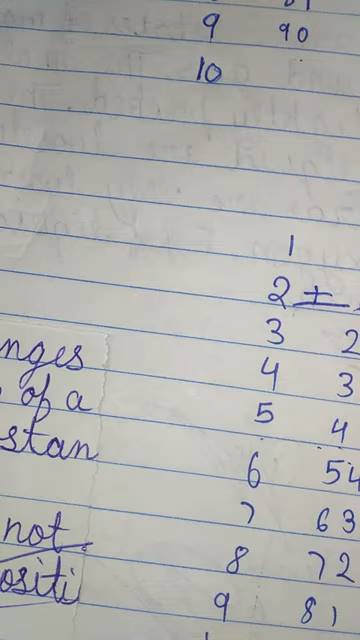 9 90
10
1
2 ±
3 2
nges 4 3
of a 5 4
stan
6 54
7 63
not
8 72
ositi
9 81